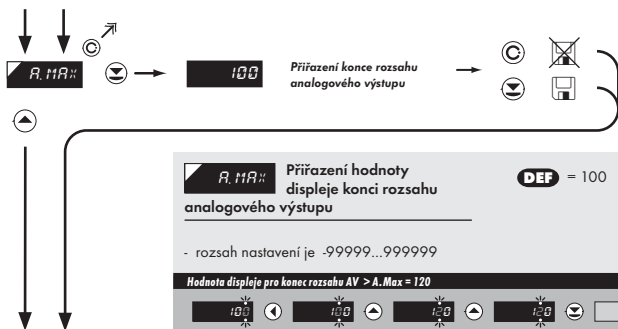 A.MAX
100
Přiřazení konce rozsahu
analogového výstupu
A.MAX
Přiřazení hodnoty
displeje konci rozsahu
analogového výstupu
DEF = 100
- rozsah nastavení je -99999...999999
Hodnota displeje pro konec rozsahu AV > A.Max = 120
100 100 120 120